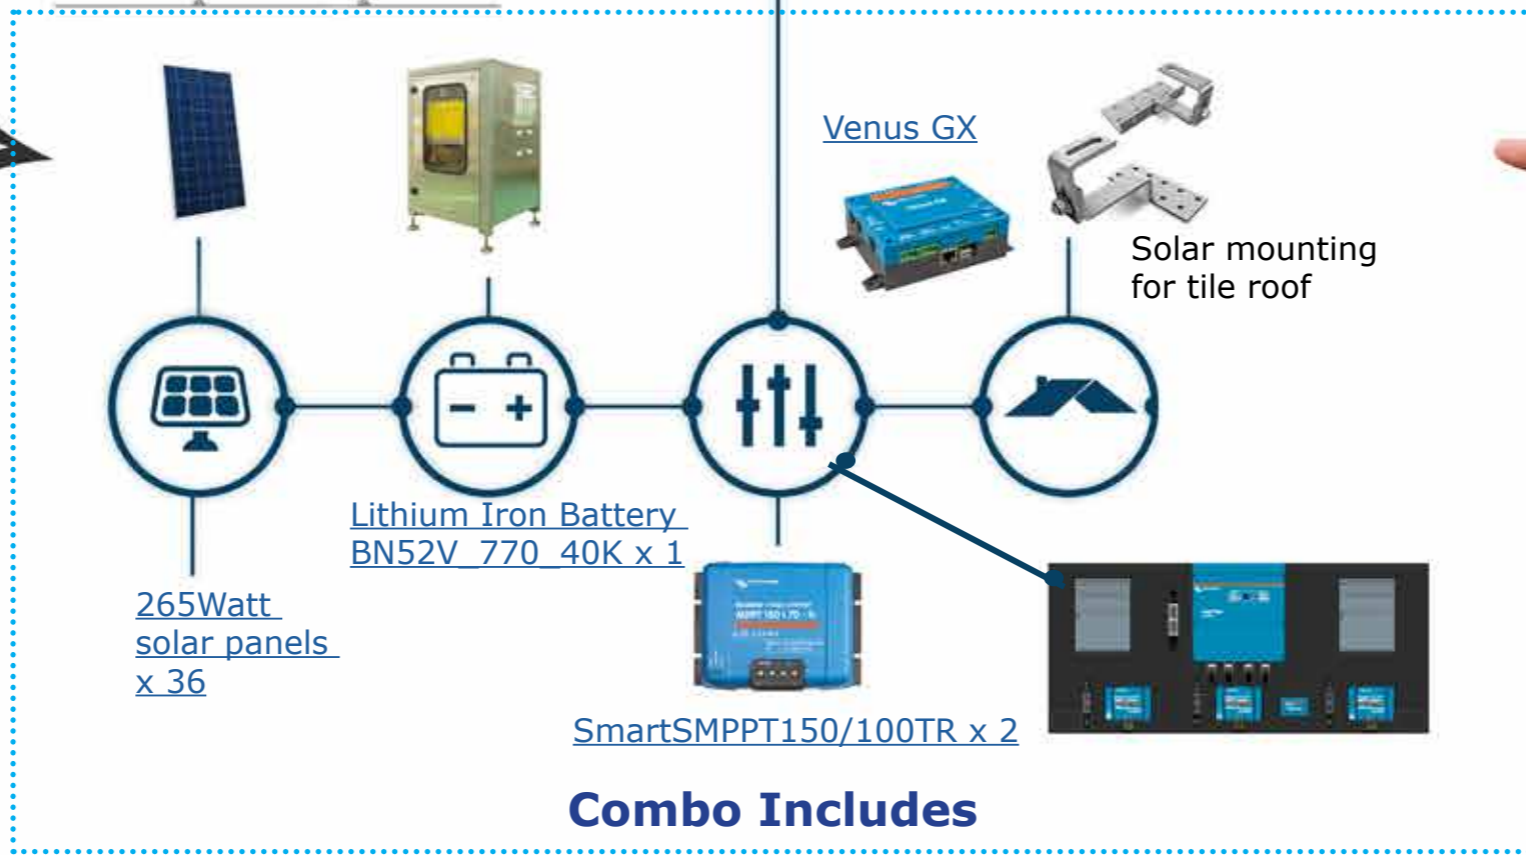 Venus GX
Solar mounting
for tile roof
Lithium Iron Battery
BN52V_770_40K x 1
265Watt
solar panels
x 36
SmartSMPPT150/100TR x 2
Combo Includes